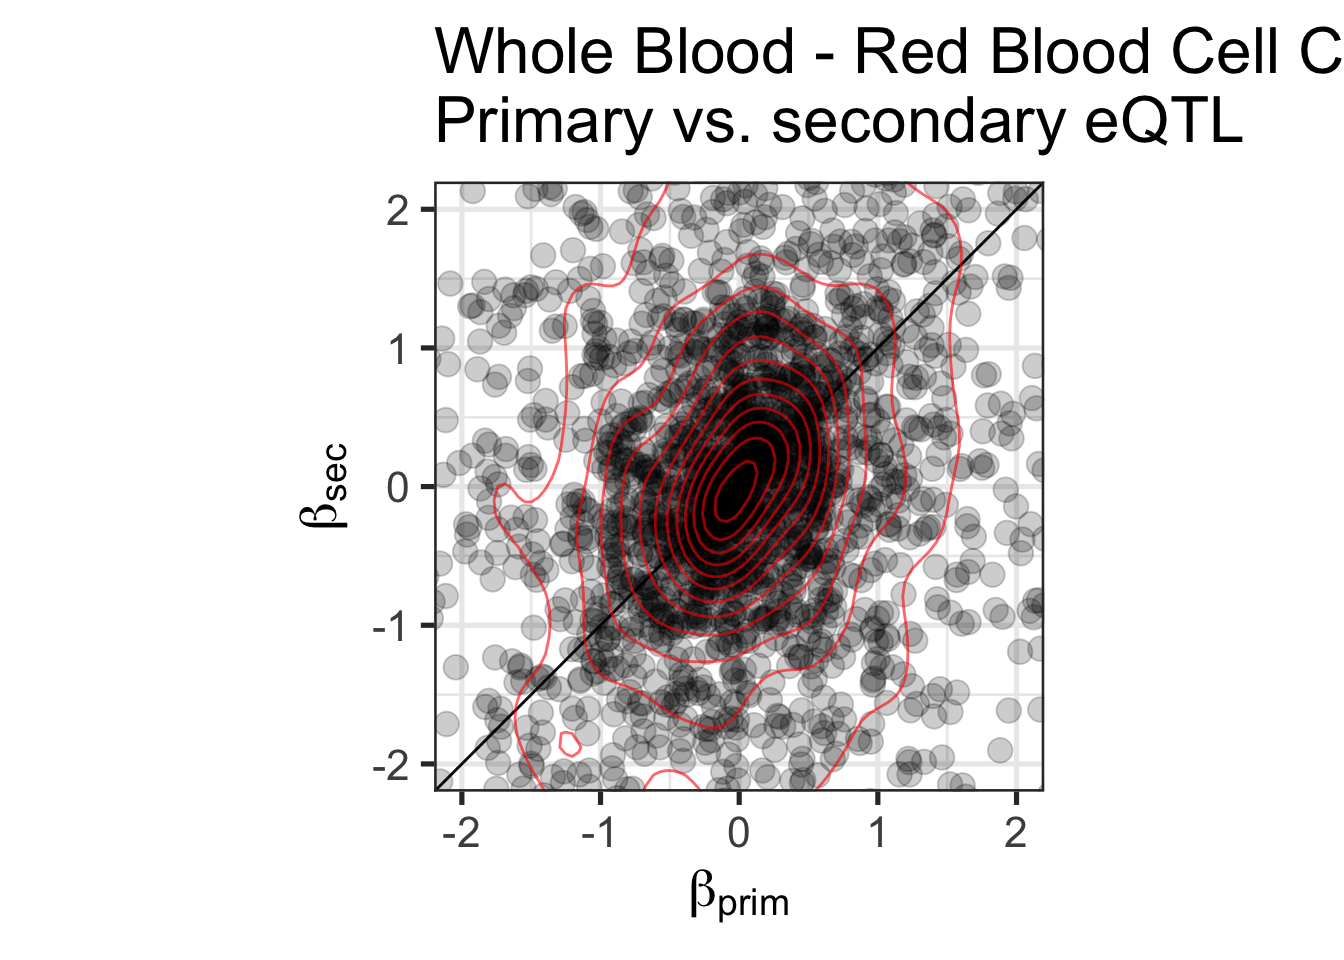 Whole Blood - Red Blood Cell C
Primary vs. secondary eQTL
2
1
0
-1
-2
βsec
-2 -1 0 1 2
βprim